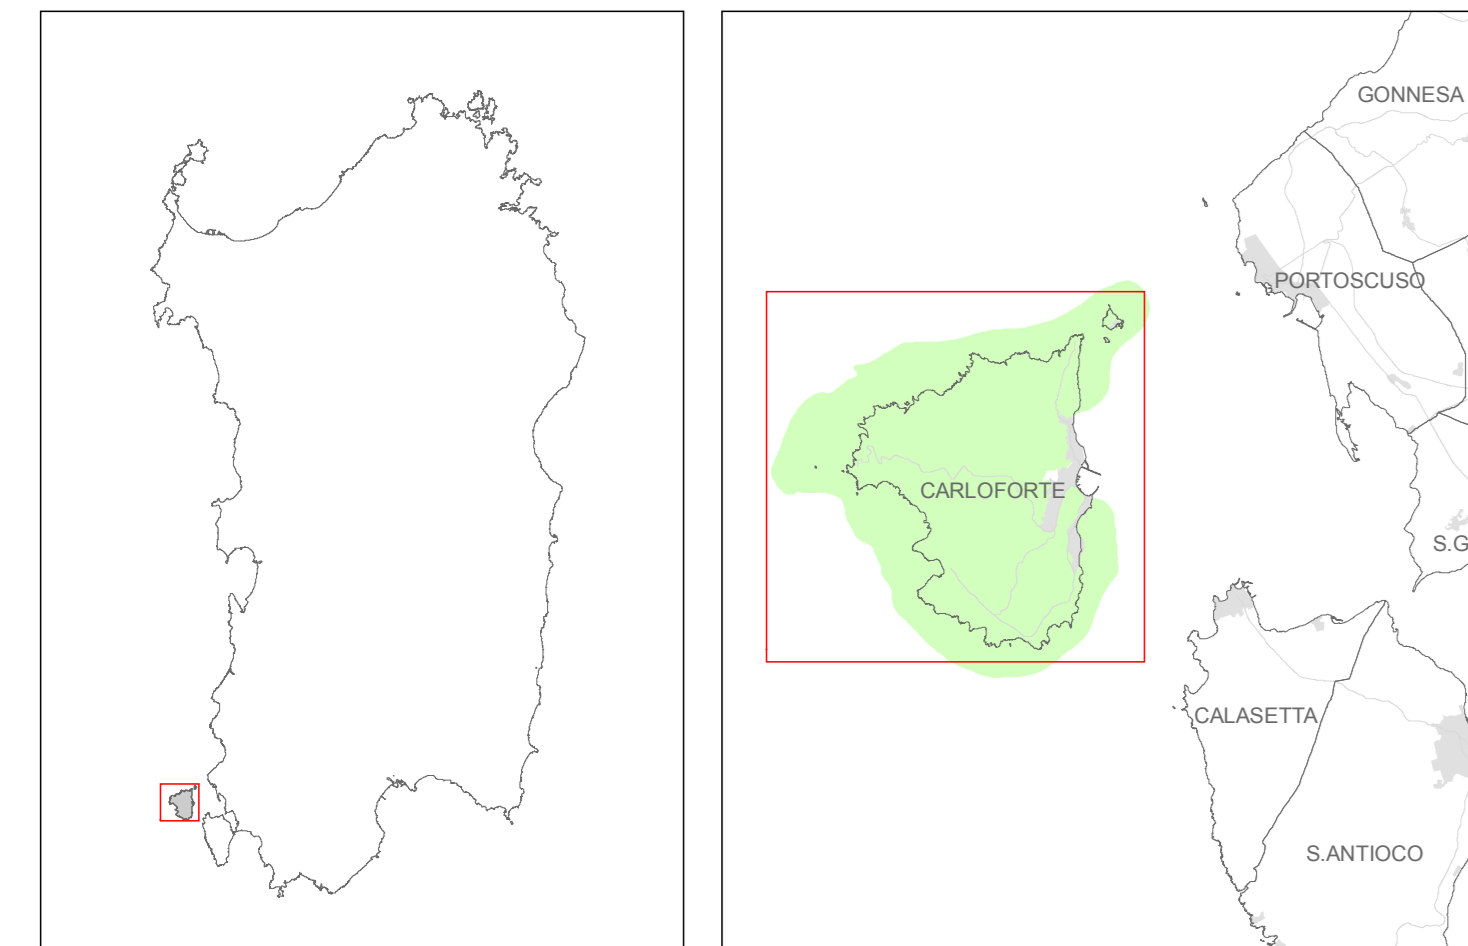 GONNESA
PORTOSCUSO
CARLOFORTE
S.G
CALASETTA
S.ANTIOCO